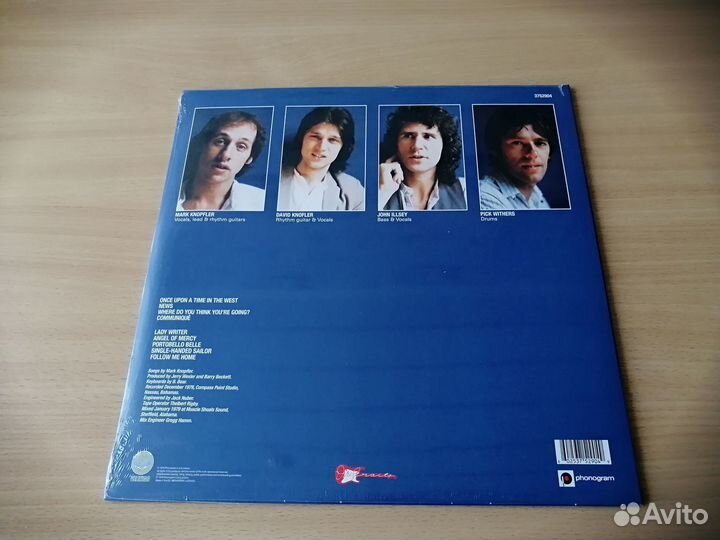 3752904
MARK KNOPFLER
Vocals, lead & rhythm guitars
DAVID KNOFLER
Rhythm guitar & Vocals
JOHN ILLSEY
Bass & Vocals
PICK WITHERS
Drums
ONCE UPON A TIME IN THE WEST
NEWS
WHERE DO YOU THINK YOU'RE GOING?
COMMUNIQUÉ
LADY WRITER
ANGEL OF MERCY
PORTOBELLO BELLE
SINGLE-HANDED SAILOR
FOLLOW ME HOME
Songs by Mark Knopfler.
Produced by Jerry Wexler and Barry Beckett.
Keyboards by B. Bear.
Recorded December 1978, Compass Point Studio,
Nassau, Bahamas.
Engineered by Jack Nuber.
Tape Operator Thelbert Rigby.
Mixed January 1979 at Muscle Shoals Sound,
Sheffield, Alabama.
Mix Engineer Gregg Hamm.
phonogram
Avito